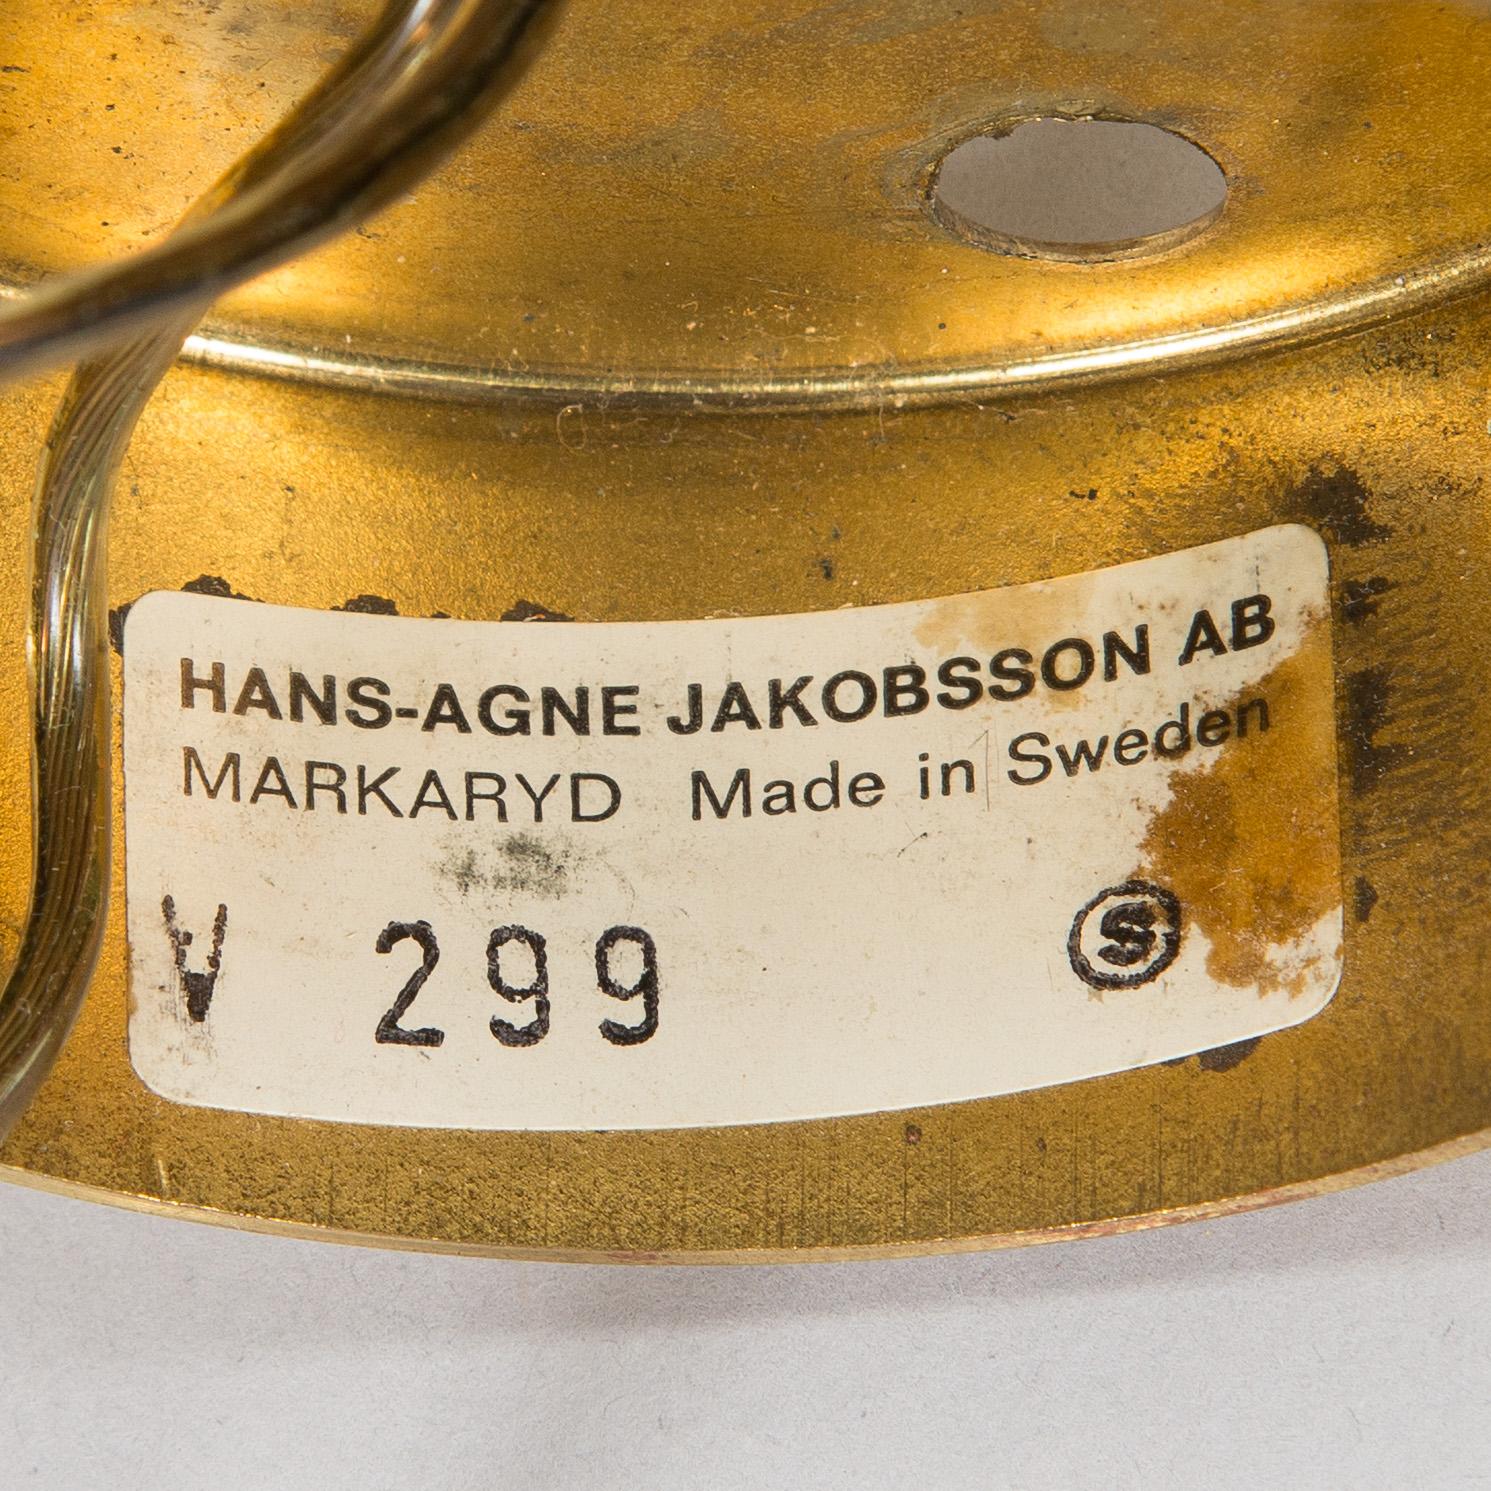 HANS-AGNE JAKOBSSON AB
MARKARYD Made in Sweden
V 299 S